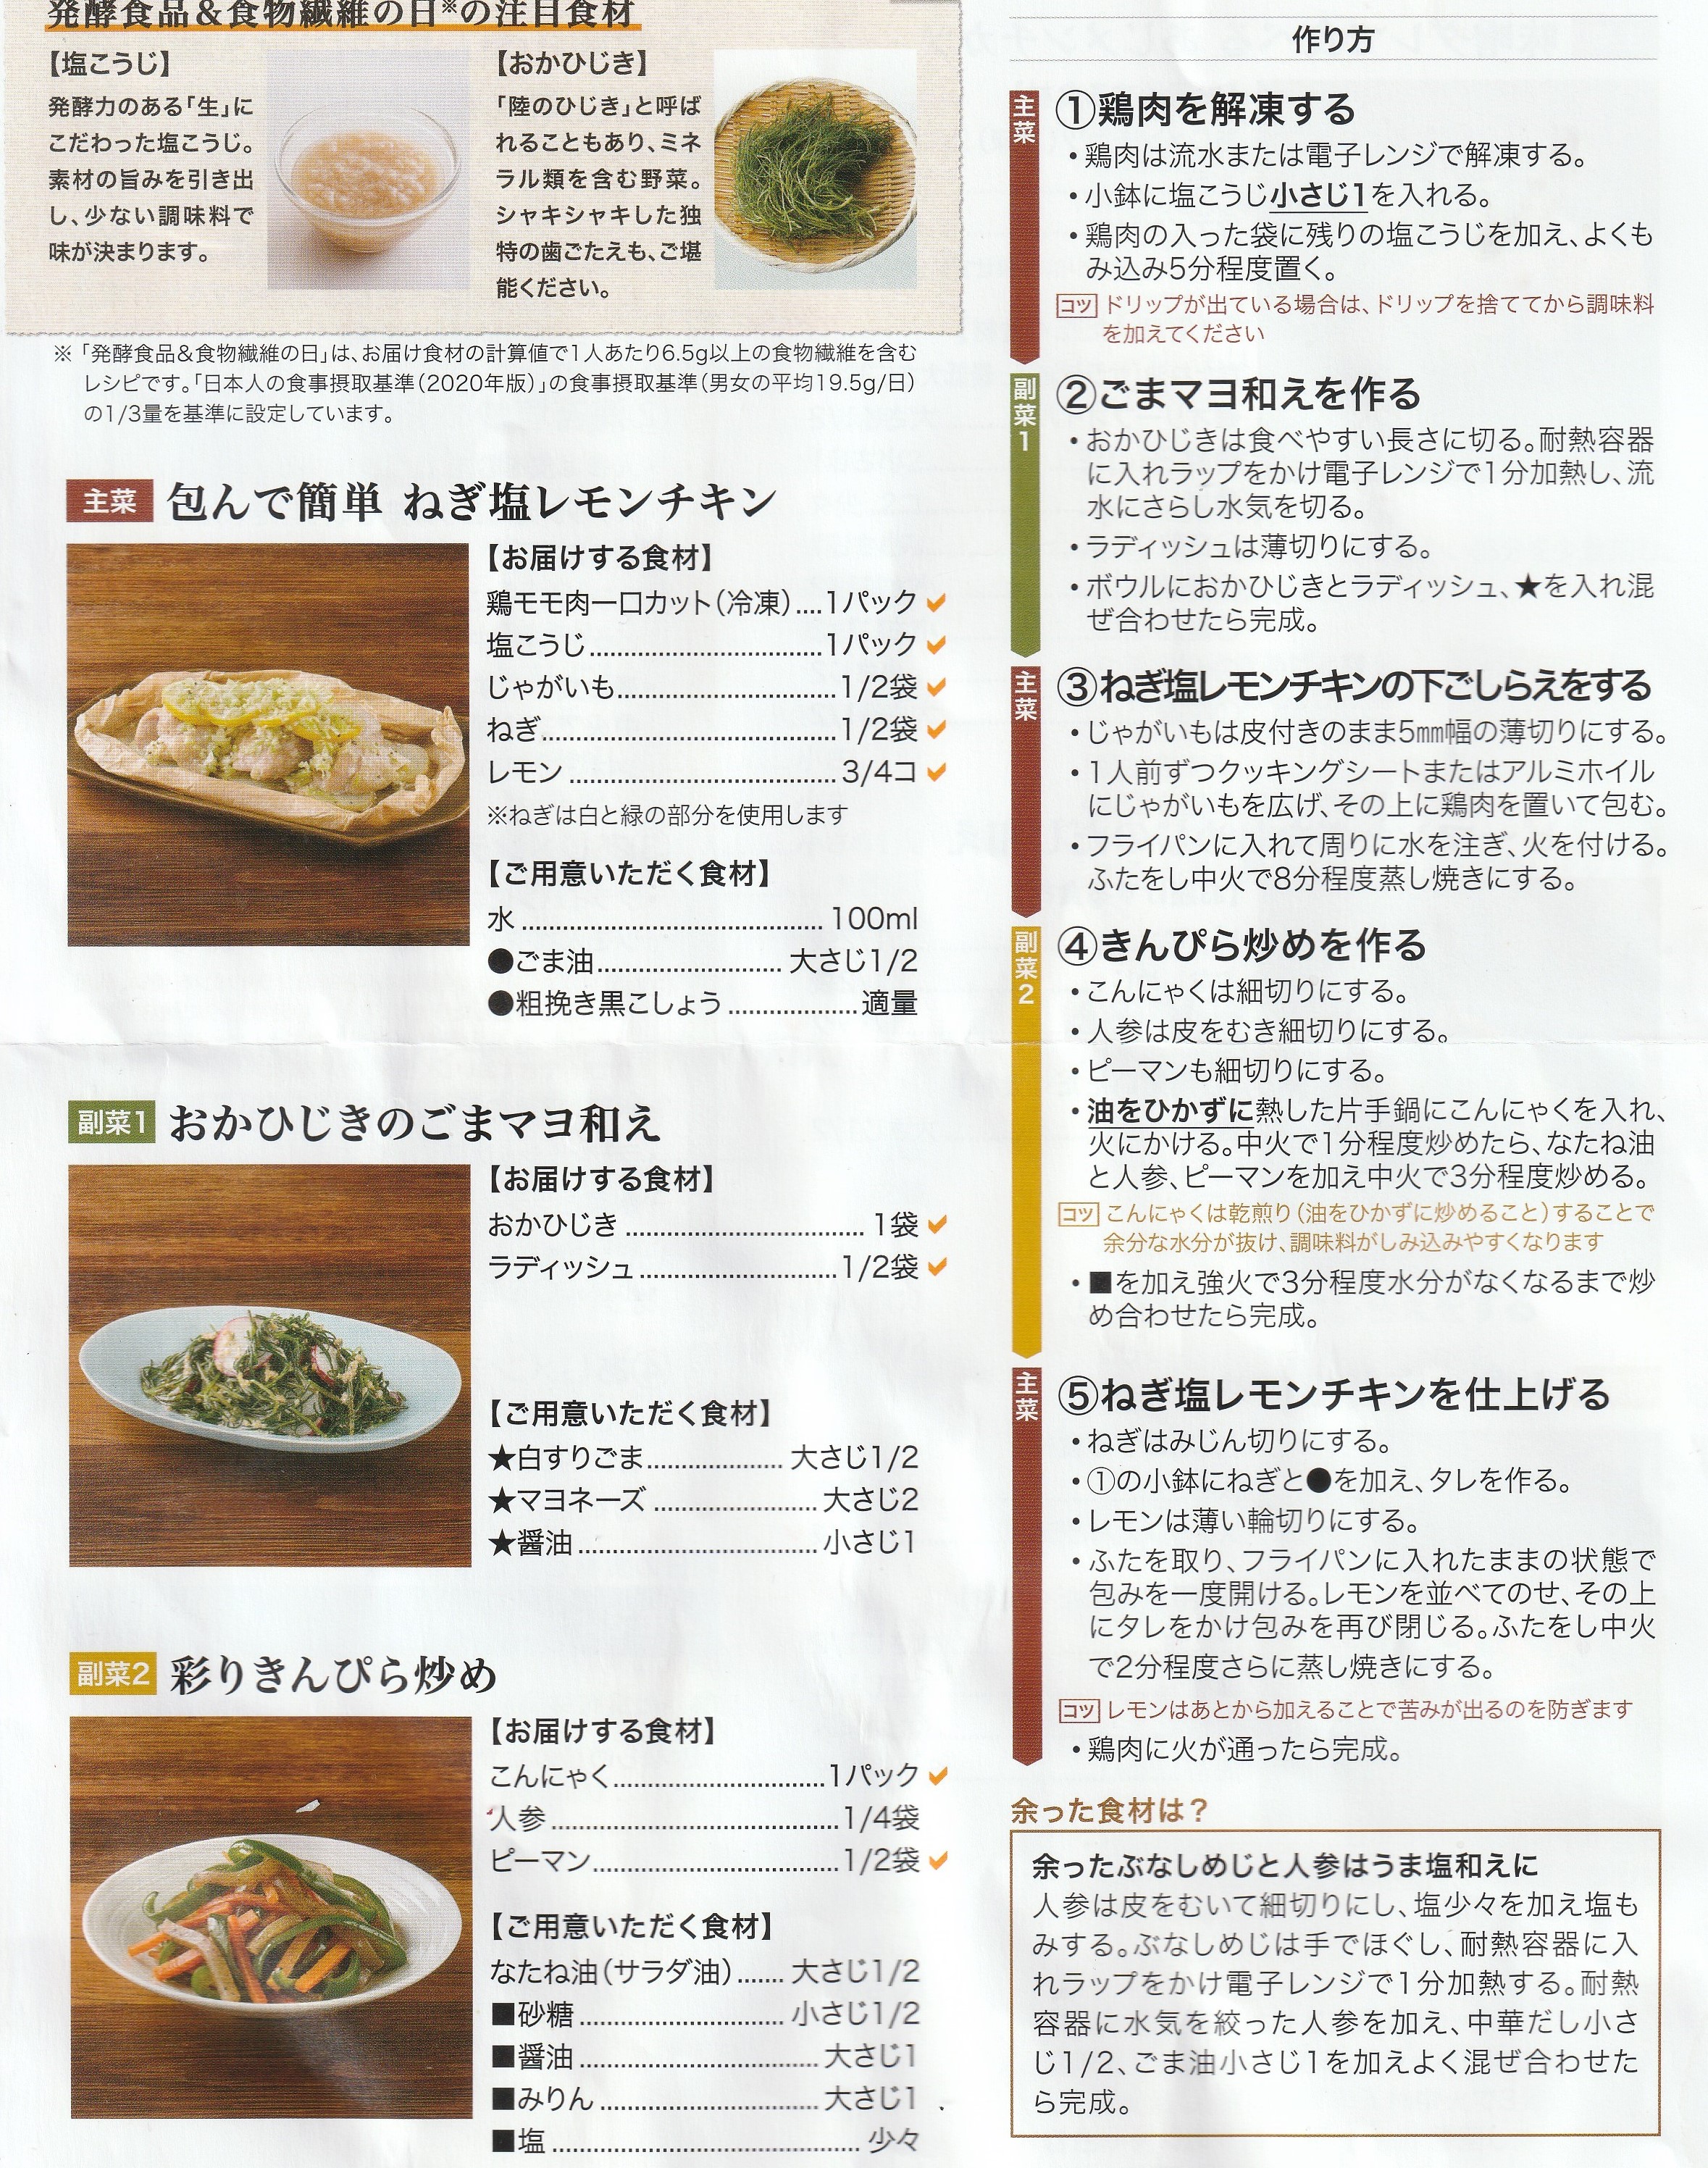 発酵食品＆食物繊維の日※の注目食材
【塩こうじ】
発酵力のある「生」に
こだわった塩こうじ。
素材の旨みを引き出
し、少ない調味料で
味が決まります。
【おかひじき】
「陸のひじき」と呼ば
れることもあり、ミネ
ラル類を含む野菜。
シャキシャキした独
特の歯ごたえも、ご堪
能ください。
※「発酵食品&食物繊維の日」は、お届け食材の計算値で1人あたり6.5g以上の食物繊維を含む
レシピです。「日本人の食事摂取基準（2020年版）」の食事摂取基準（男女の平均19.5g/日）
の1/3量を基準に設定しています。
主菜 包んで簡単 ねぎ塩レモンチキン
【お届けする食材】
鶏モモ肉一口カット（冷凍）....1パック
塩こうじ..........1パック
じゃがいも..........1/2袋
ねぎ..........1/2袋
レモン..........3/4コ
※ねぎは白と緑の部分を使用します
【ご用意いただく食材】
水..........100ml
●ごま油..........大さじ1/2
●粗挽き黒こしょう..........適量
副菜1 おかひじきのごまマヨ和え
【お届けする食材】
おかひじき..........1袋
ラディッシュ..........1/2袋
【ご用意いただく食材】
★白すりごま..........大さじ1/2
★マヨネーズ..........大さじ2
★醤油..........小さじ1
副菜2 彩りきんぴら炒め
【お届けする食材】
こんにゃく..........1パック
人参..........1/4袋
ピーマン..........1/2袋
【ご用意いただく食材】
なたね油（サラダ油）......大さじ1/2
■砂糖..........小さじ1/2
■醤油..........大さじ1
■みりん..........大さじ1
■塩..........少々
作り方
主菜
①鶏肉を解凍する
・鶏肉は流水または電子レンジで解凍する。
・小鉢に塩こうじ小さじ1を入れる。
・鶏肉の入った袋に残りの塩こうじを加え、よくも
み込み5分程度置く。
コツ ドリップが出ている場合は、ドリップを捨ててから調味料
を加えてください
副菜1
②ごまマヨ和えを作る
・おかひじきは食べやすい長さに切る。耐熱容器
に入れラップをかけ電子レンジで1分加熱し、流
水にさらし水気を切る。
・ラディッシュは薄切りにする。
・ボウルにおかひじきとラディッシュ、★を入れ混
ぜ合わせたら完成。
主菜
③ねぎ塩レモンチキンの下ごしらえをする
・じゃがいもは皮付きのまま5㎜幅の薄切りにする。
・1人前ずつクッキングシートまたはアルミホイル
にじゃがいもを広げ、その上に鶏肉を置いて包む。
・フライパンに入れて周りに水を注ぎ、火を付ける。
ふたをし中火で8分程度蒸し焼きにする。
副菜2
④きんぴら炒めを作る
・こんにゃくは細切りにする。
・人参は皮をむき細切りにする。
・ピーマンも細切りにする。
・油をひかずに熱した片手鍋にこんにゃくを入れ、
火にかける。中火で1分程度炒めたら、なたね油
と人参、ピーマンを加え中火で3分程度炒める。
コツ こんにゃくは乾煎り（油をひかずに炒めること）することで
余分な水分が抜け、調味料がしみ込みやすくなります
・■を加え強火で3分程度水分がなくなるまで炒
め合わせたら完成。
主菜
⑤ねぎ塩レモンチキンを仕上げる
・ねぎはみじん切りにする。
・①の小鉢にねぎと●を加え、タレを作る。
・レモンは薄い輪切りにする。
・ふたを取り、フライパンに入れたままの状態で
包みを一度開ける。レモンを並べてのせ、その上
にタレをかけ包みを再び閉じる。ふたをし中火
で2分程度さらに蒸し焼きにする。
コツ レモンはあとから加えることで苦みが出るのを防ぎます
・鶏肉に火が通ったら完成。
余った食材は？
余ったぶなしめじと人参はうま塩和えに
人参は皮をむいて細切りにし、塩少々を加え塩も
みする。ぶなしめじは手でほぐし、耐熱容器に入
れラップをかけ電子レンジで1分加熱する。耐熱
容器に水気を絞った人参を加え、中華だし小さ
じ1/2、ごま油小さじ1を加えよく混ぜ合わせた
ら完成。